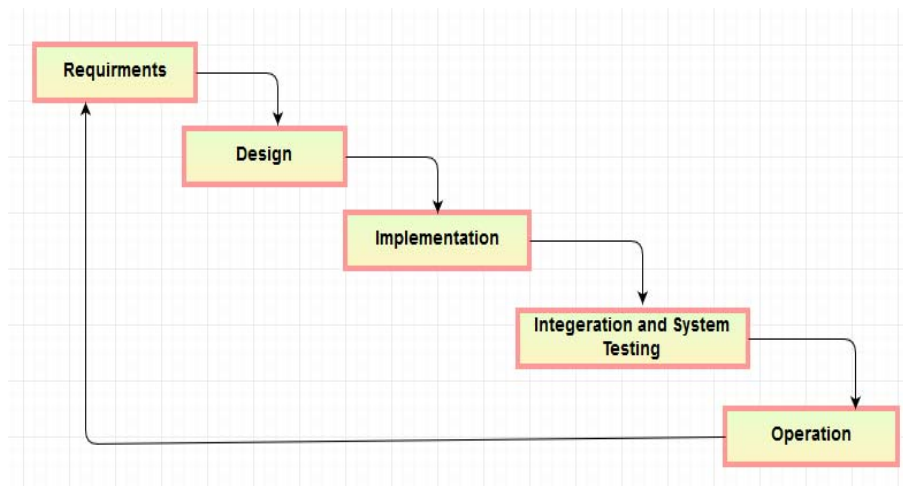 Requirments
Design
Implementation
Integeration and System
Testing
Operation